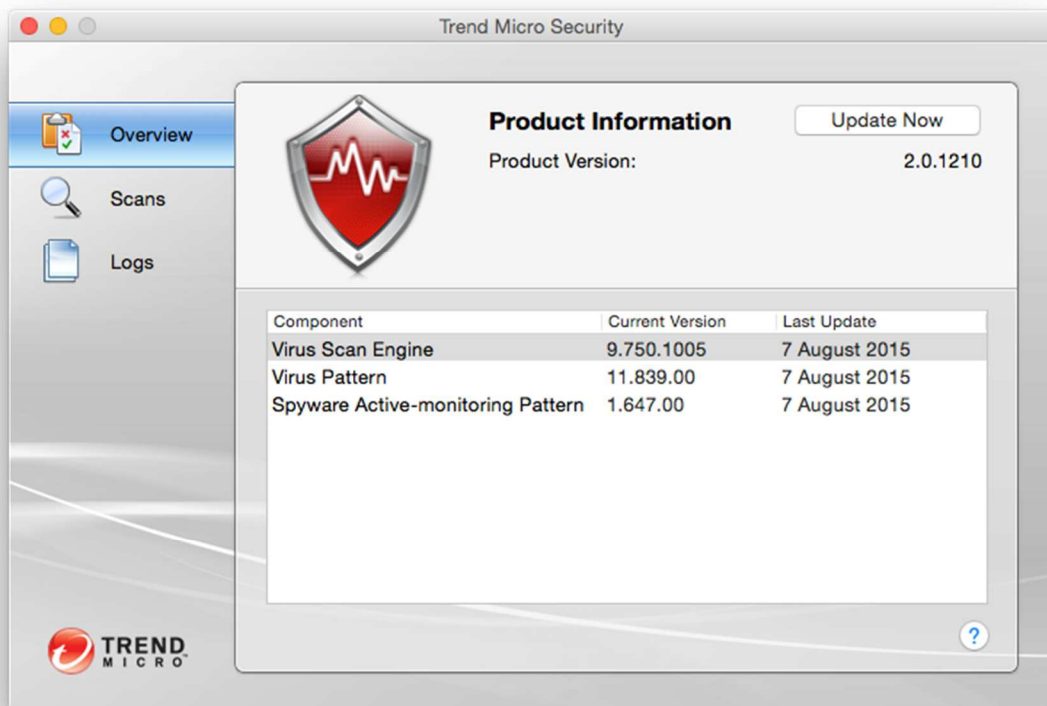 Trend Micro Security
Overview
Scans
Logs
Product Information
Update Now
Product Version: 2.0.1210
Component Current Version Last Update
Virus Scan Engine 9.750.1005 7 August 2015
Virus Pattern 11.839.00 7 August 2015
Spyware Active-monitoring Pattern 1.647.00 7 August 2015
?
TREND
MICRO™